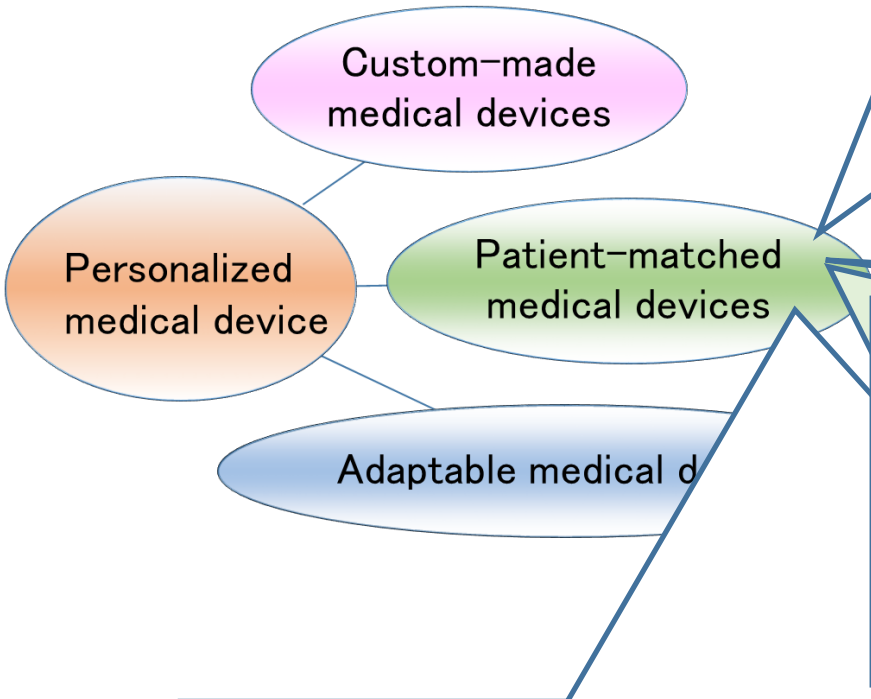 Custom-made
medical devices
Personalized
medical device
Patient-matched
medical devices
Adaptable medical